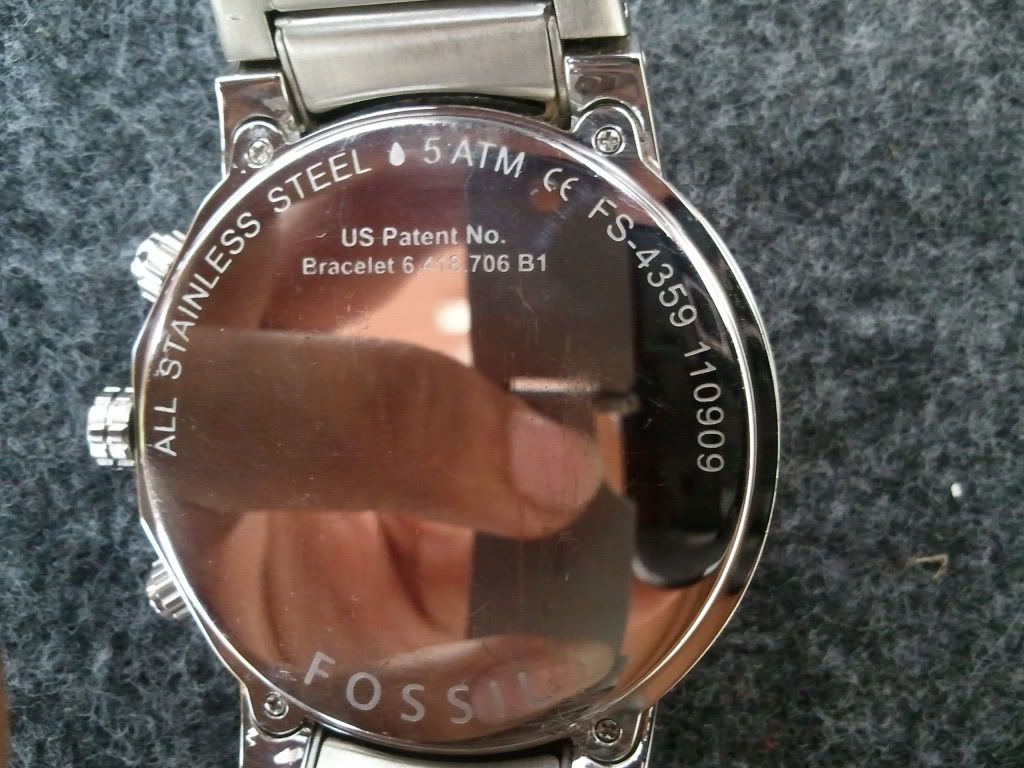 ALL STAINLESS STEEL 5 ATM CE FS-4359 110909
US Patent No.
Bracelet 6,418,706 B1
FOSSIL